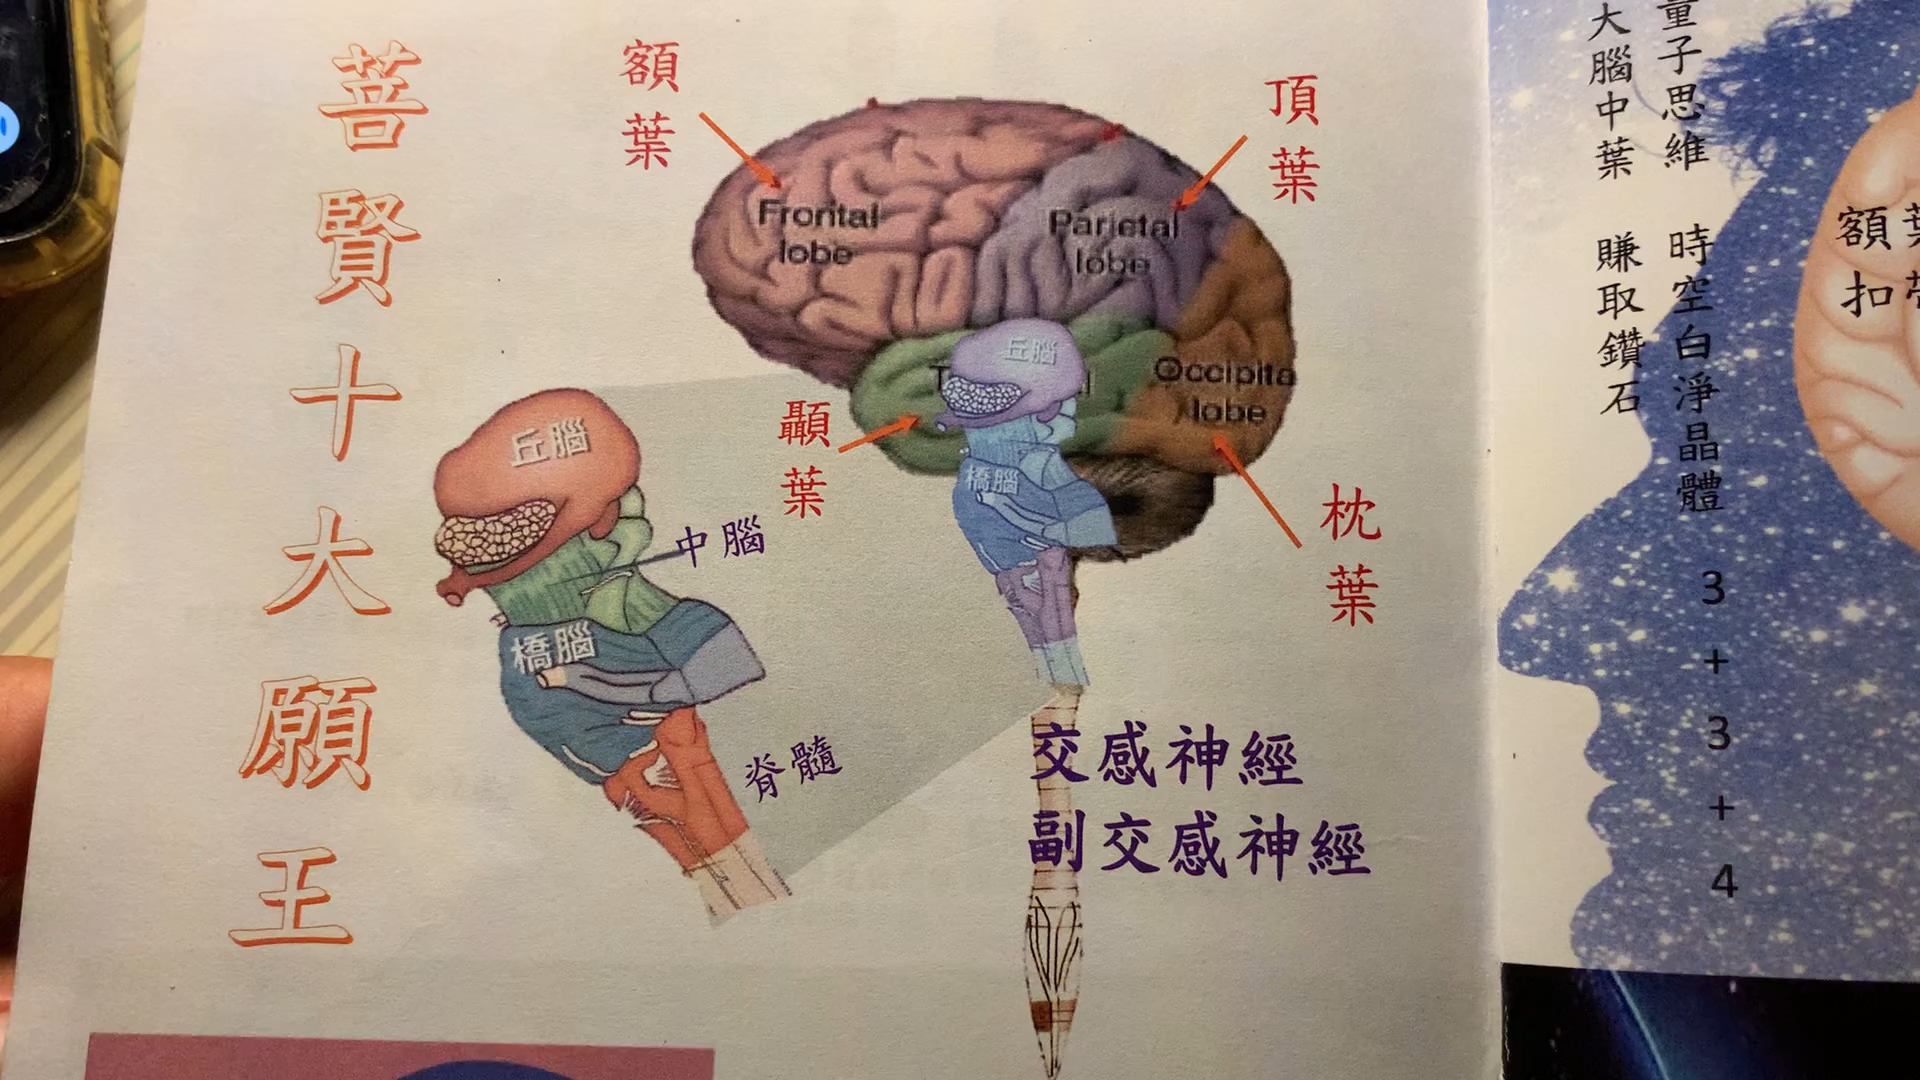 菩賢十大願王
額葉
頂葉
Frontal
lobe
Parietal
lobe
丘腦
Occipita
lobe
顳葉
橋腦
枕葉
丘腦
中腦
橋腦
脊髓
交感神經
副交感神經
量子思維 時空白淨晶體 3+3+4
大腦中葉 賺取鑽石
額葉
扣